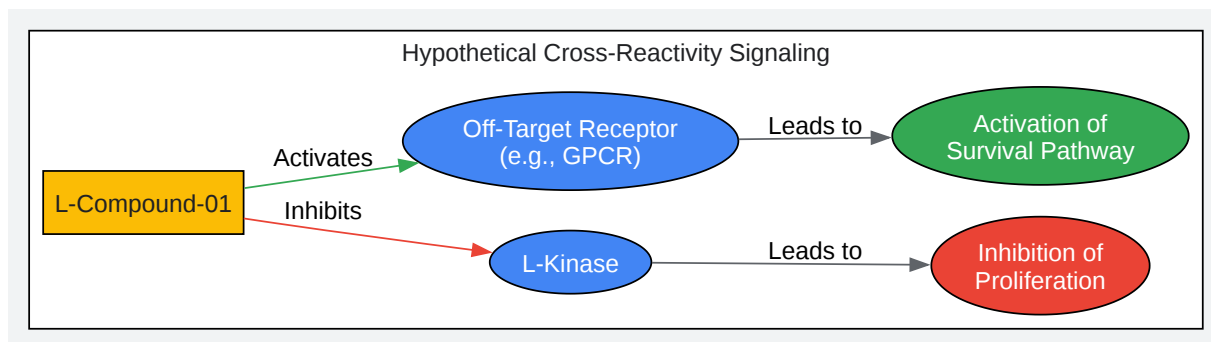 Hypothetical Cross-Reactivity Signaling
L-Compound-01
Activates
Off-Target Receptor
(e.g., GPCR)
Leads to
Activation of
Survival Pathway
Inhibits
L-Kinase
Leads to
Inhibition of
Proliferation